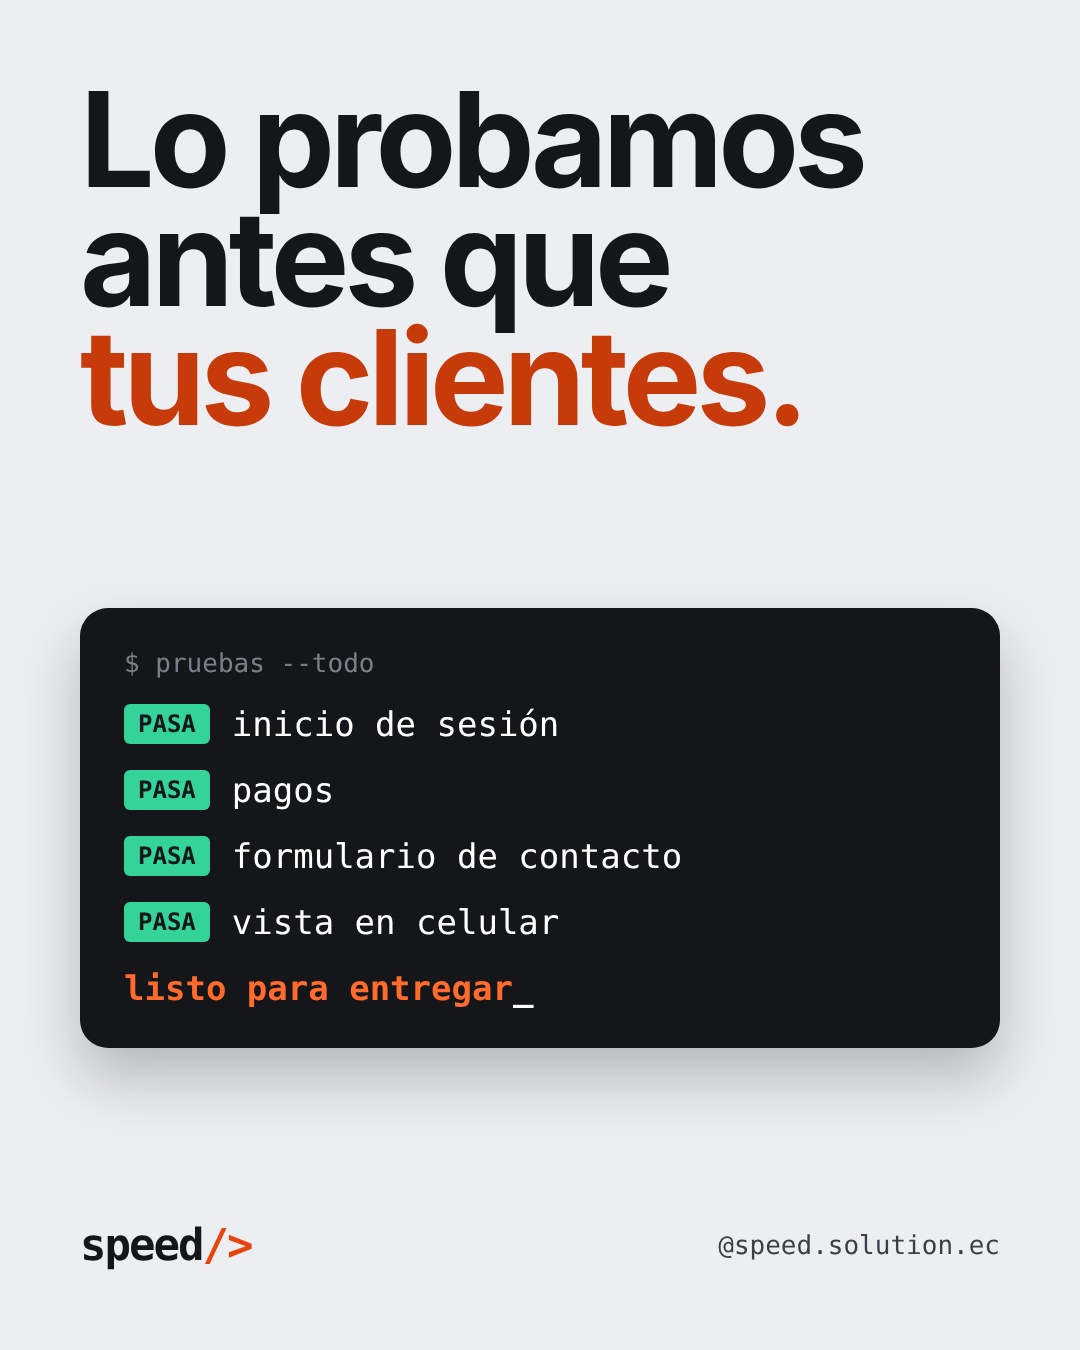 Lo probamos
antes que
tus clientes.
$ pruebas --todo
PASA inicio de sesión
PASA pagos
PASA formulario de contacto
PASA vista en celular
listo para entregar_
speed/>
@speed.solution.ec